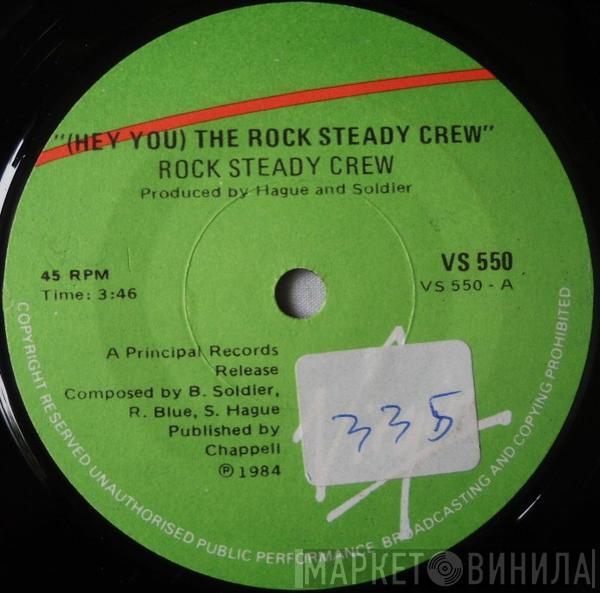 "(HEY YOU) THE ROCK STEADY CREW"
ROCK STEADY CREW
Produced by Hague and Soldier
45 RPM
Time: 3:46
VS 550
VS 550 - A
A Principal Records
Release
Composed by B. Soldier,
R. Blue, S. Hague
Published by
Chappell
℗ 1984
335
COPYRIGHT RESERVED UNAUTHORISED PUBLIC PERFORMANCE, BROADCASTING AND COPYING PROHIBITED
МАРКЕТ ВИНИЛА